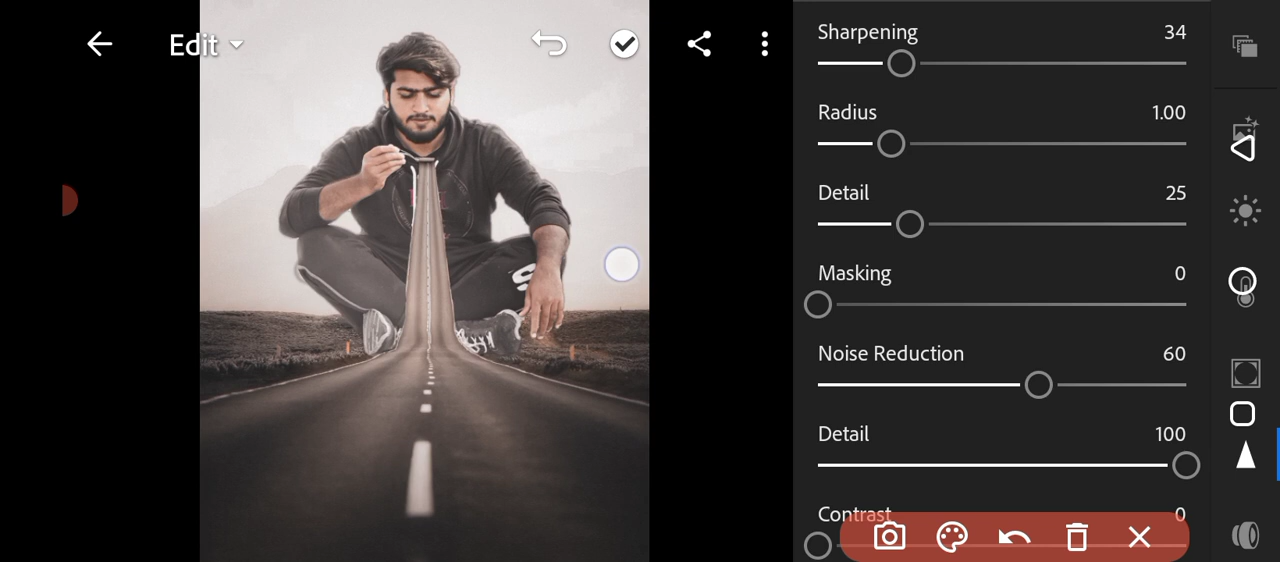 Edit
Sharpening 34
Radius 1.00
Detail 25
Masking 0
Noise Reduction 60
Detail 100
Contrast 0